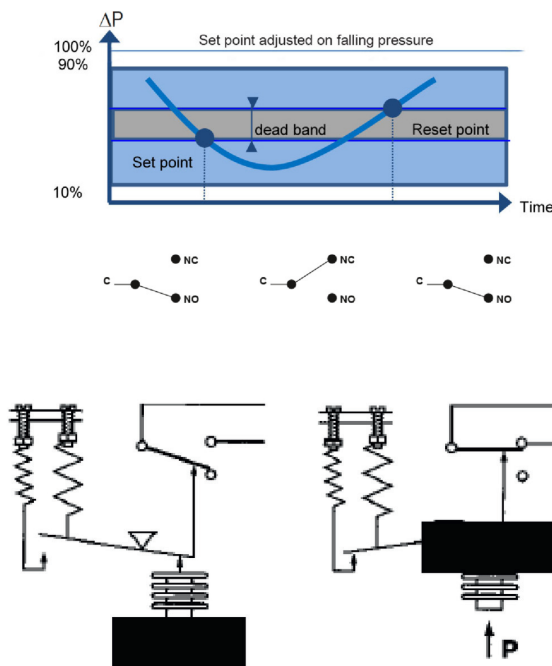 ΔP
100%
Set point adjusted on falling pressure
90%
dead band
Reset point
Set point
10%
Time
NC
NC
NC
C
C
C
NO
NO
NO
P